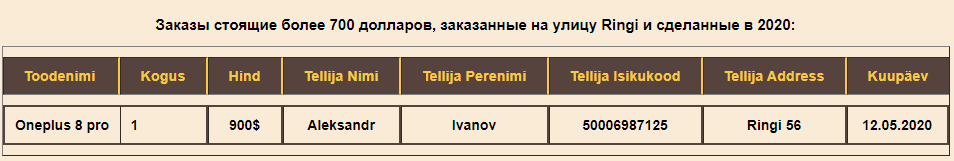 Заказы стоящие более 700 долларов, заказанные на улицу Ringi и сделанные в 2020:
Toodenimi Kogus Hind Tellija Nimi Tellija Perenimi Tellija Isikukood Tellija Address Kuupäev
Oneplus 8 pro 1 900$ Aleksandr Ivanov 50006987125 Ringi 56 12.05.2020